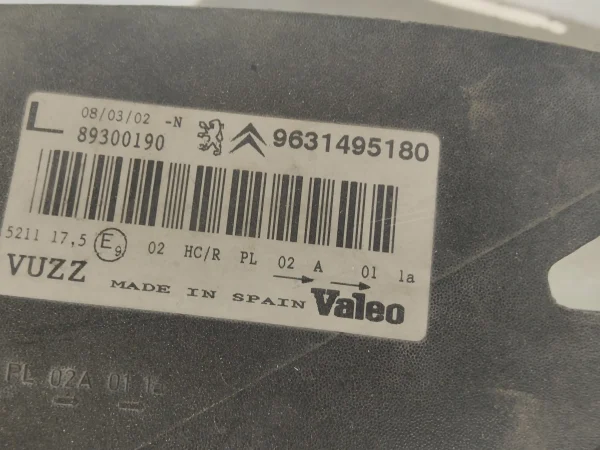 L 08/03/02 -N
89300190 9631495180
5211 17,5 E9 02 HC/R PL 02 A 01 1a
VUZZ MADE IN SPAIN Valeo
PL 02A 01 1a